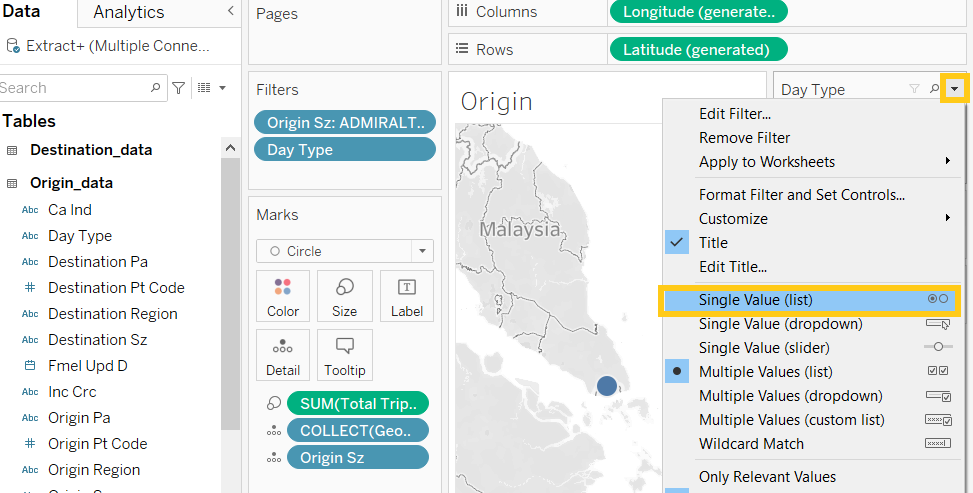 Data
Analytics
Extract+ (Multiple Conne...
Search
Tables
Destination_data
Origin_data
Abc Ca Ind
Abc Day Type
Abc Destination Pa
# Destination Pt Code
Abc Destination Region
Abc Destination Sz
Fmel Upd D
Abc Inc Crc
Abc Origin Pa
# Origin Pt Code
Abc Origin Region
Pages
Filters
Origin Sz: ADMIRALT..
Day Type
Marks
Circle
Color
Size
Label
Detail
Tooltip
SUM(Total Trip..
COLLECT(Geo..
Origin Sz
Columns
Longitude (generate..
Rows
Latitude (generated)
Origin
Malaysia
Day Type
Edit Filter...
Remove Filter
Apply to Worksheets
Format Filter and Set Controls...
Customize
Title
Edit Title...
Single Value (list)
Single Value (dropdown)
Single Value (slider)
Multiple Values (list)
Multiple Values (dropdown)
Multiple Values (custom list)
Wildcard Match
Only Relevant Values